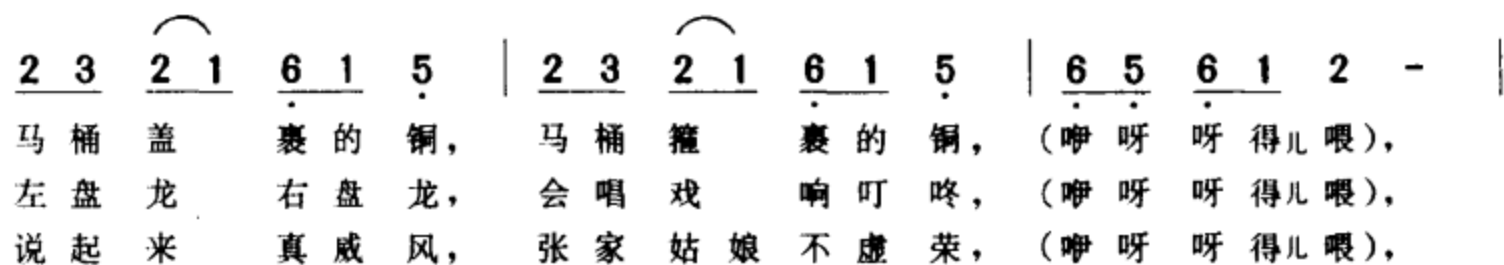 2 3 2 1 6 1 5 | 2 3 2 1 6 1 5 | 6 5 6 1 2 - |
马桶盖 裹的铜, 马桶箍 裹的铜, (咿呀 呀得儿喂),
左盘龙 右盘龙, 会唱戏 响叮咚, (咿呀 呀得儿喂),
说起来 真威风, 张家姑娘不虚荣, (咿呀 呀得儿喂),